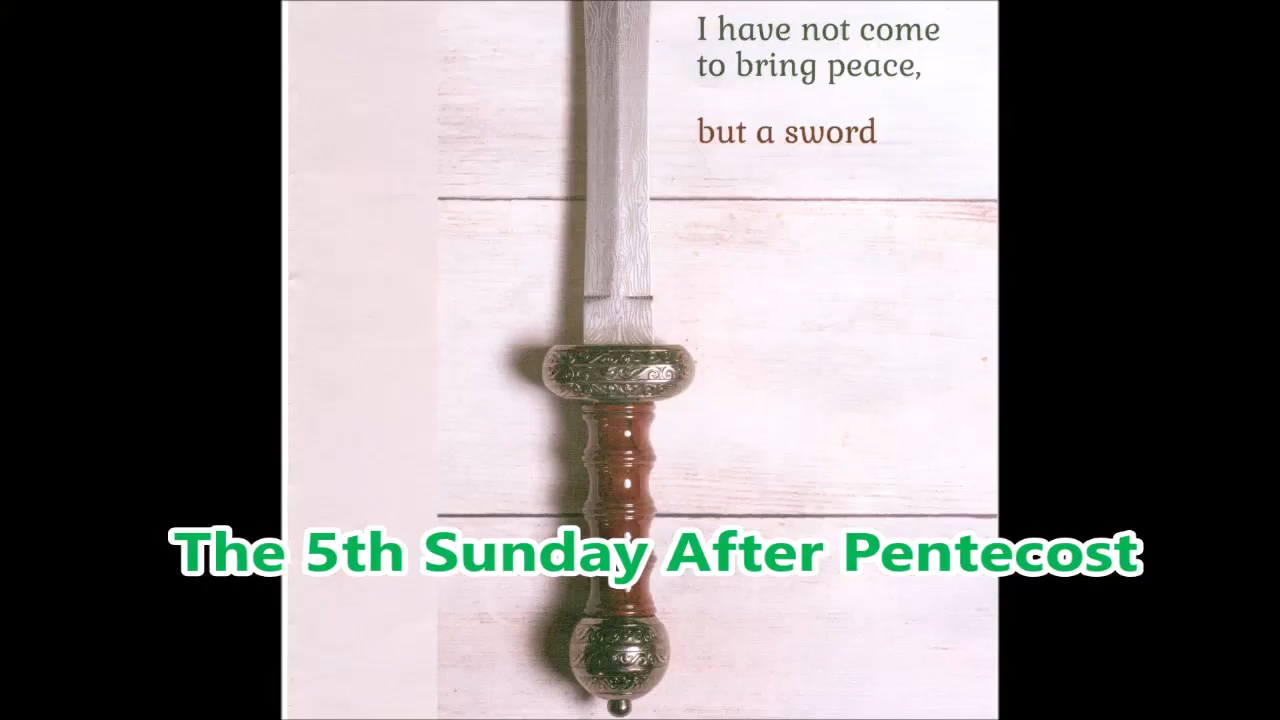 I have not come
to bring peace,
but a sword
The 5th Sunday After Pentecost